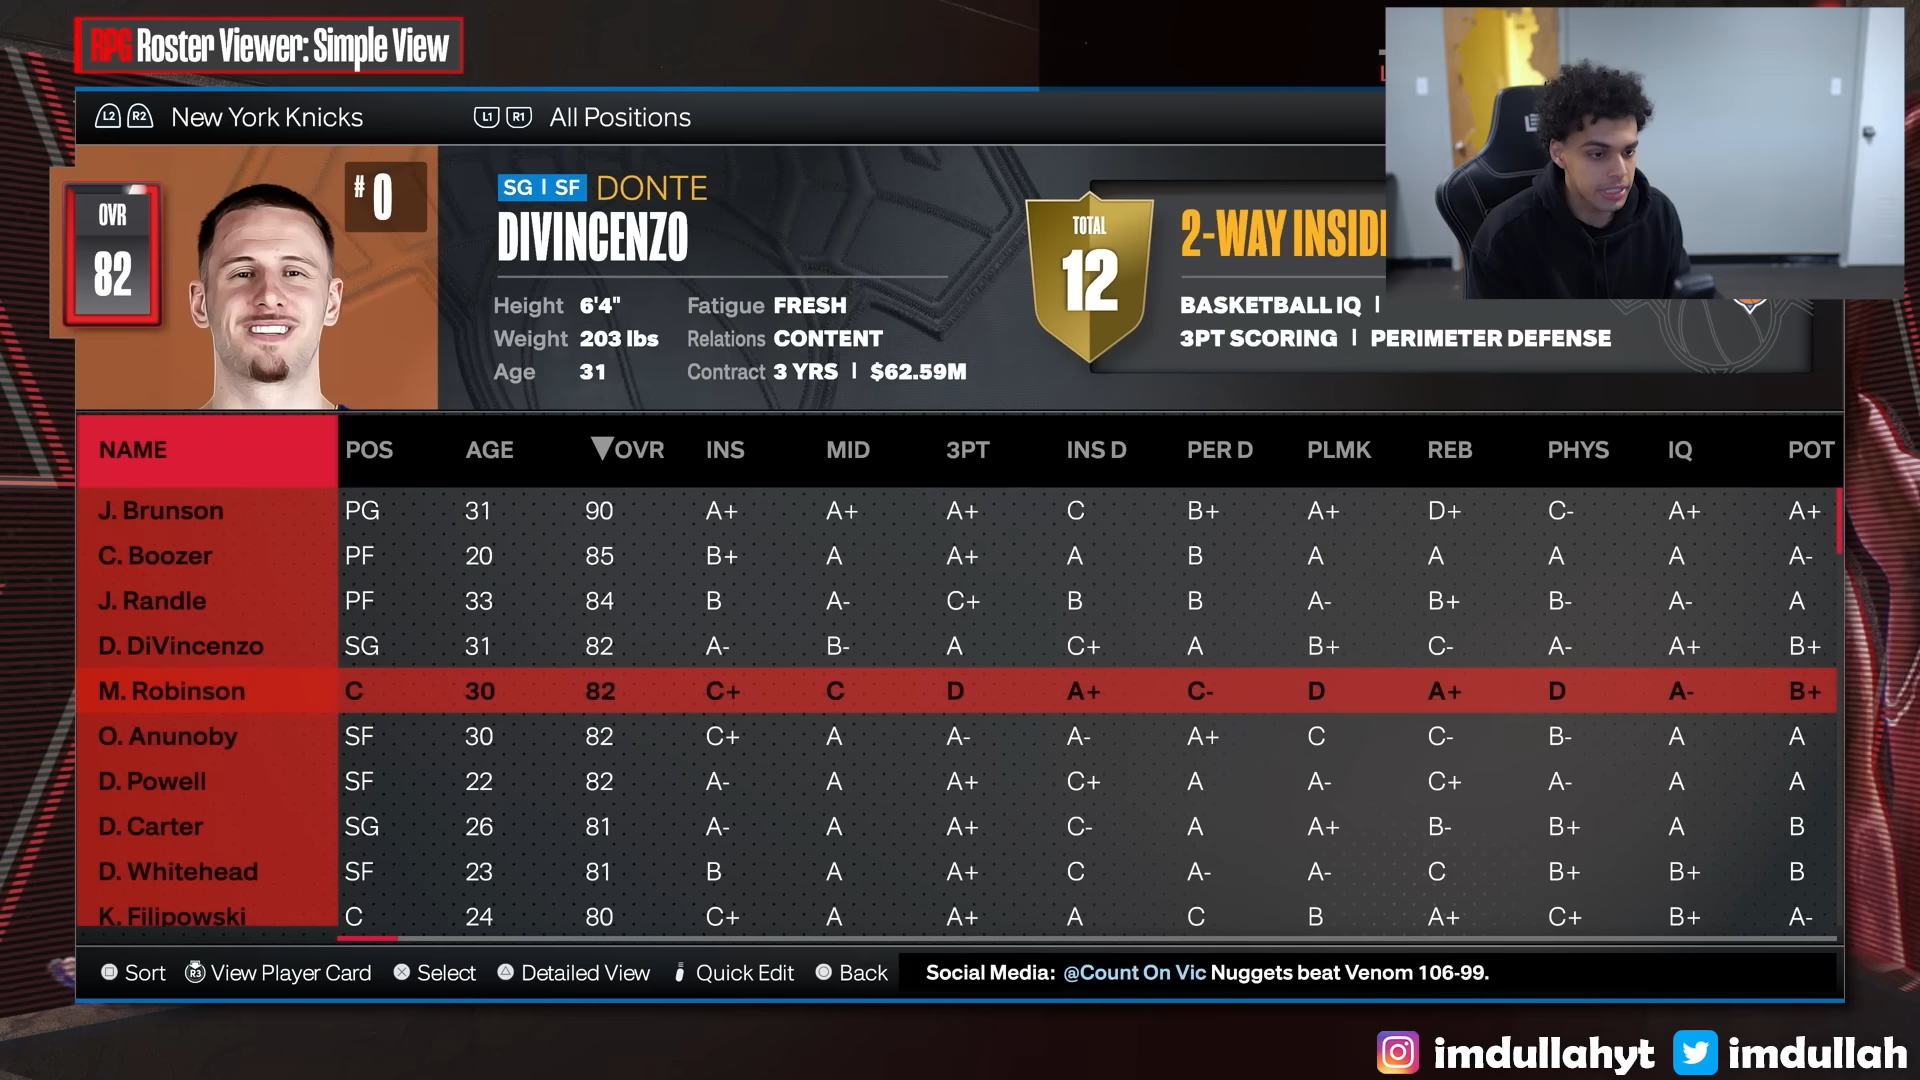 RPG Roster Viewer: Simple View
L2 R2 New York Knicks L1 R1 All Positions
OVR
82
# 0
SG | SF DONTE
DIVINCENZO
Height 6'4" Fatigue FRESH
Weight 203 lbs Relations CONTENT
Age 31 Contract 3 YRS | $62.59M
TOTAL
12
2-WAY INSID
BASKETBALL IQ |
3PT SCORING | PERIMETER DEFENSE
NAME POS AGE ▼OVR INS MID 3PT INS D PER D PLMK REB PHYS IQ POT
J. Brunson PG 31 90 A+ A+ A+ C B+ A+ D+ C- A+ A+
C. Boozer PF 20 85 B+ A A+ A B A A A A A-
J. Randle PF 33 84 B A- C+ B B A- B+ B- A- A
D. DiVincenzo SG 31 82 A- B- A C+ A B+ C- A- A+ B+
M. Robinson C 30 82 C+ C D A+ C- D A+ D A- B+
O. Anunoby SF 30 82 C+ A A- A- A+ C C- B- A A
D. Powell SF 22 82 A- A A+ C+ A A- C+ A- A A
D. Carter SG 26 81 A- A A+ C- A A+ B- B+ A B
D. Whitehead SF 23 81 B A A+ C A- A- C B+ B+ B
K. Filipowski C 24 80 C+ A A+ A C B A+ C+ B+ A-
Sort R3 View Player Card Select Detailed View Quick Edit Back Social Media: @Count On Vic Nuggets beat Venom 106-99.
imdullahyt imdullah